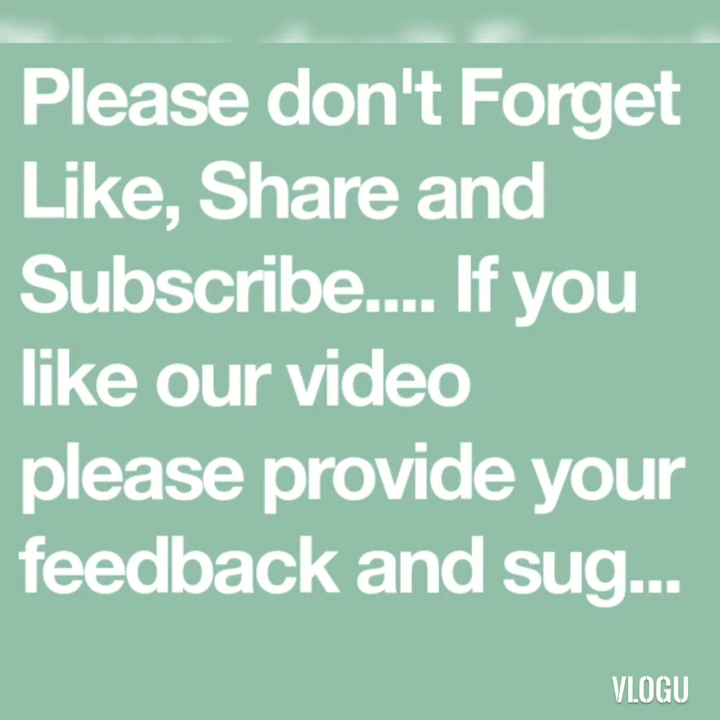 Please don't Forget
Like, Share and
Subscribe.... If you
like our video
please provide your
feedback and sug...
VLOGU